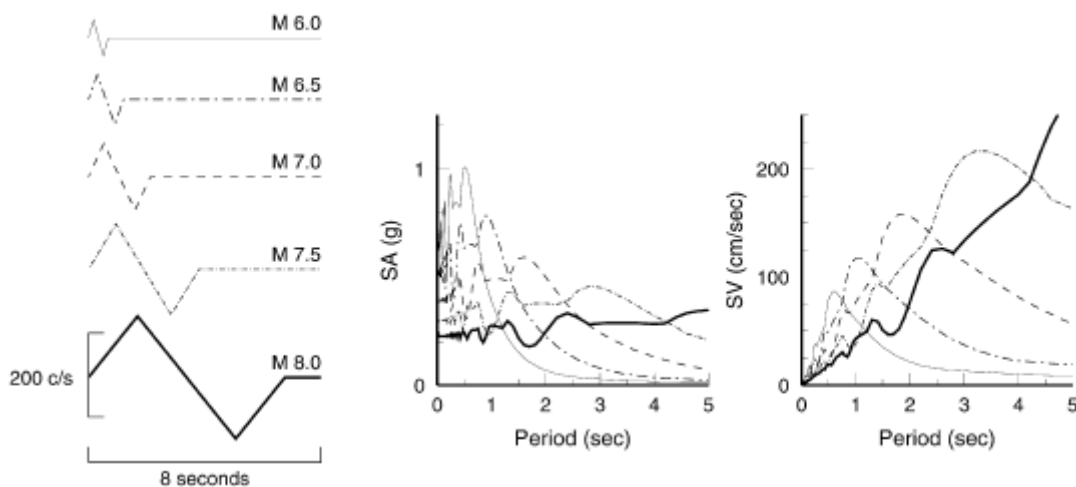 M 6.0
M 6.5
M 7.0
M 7.5
M 8.0
200 c/s
8 seconds
SA (g)
1
0
0 1 2 3 4 5
Period (sec)
SV (cm/sec)
200
100
0
0 1 2 3 4 5
Period (sec)